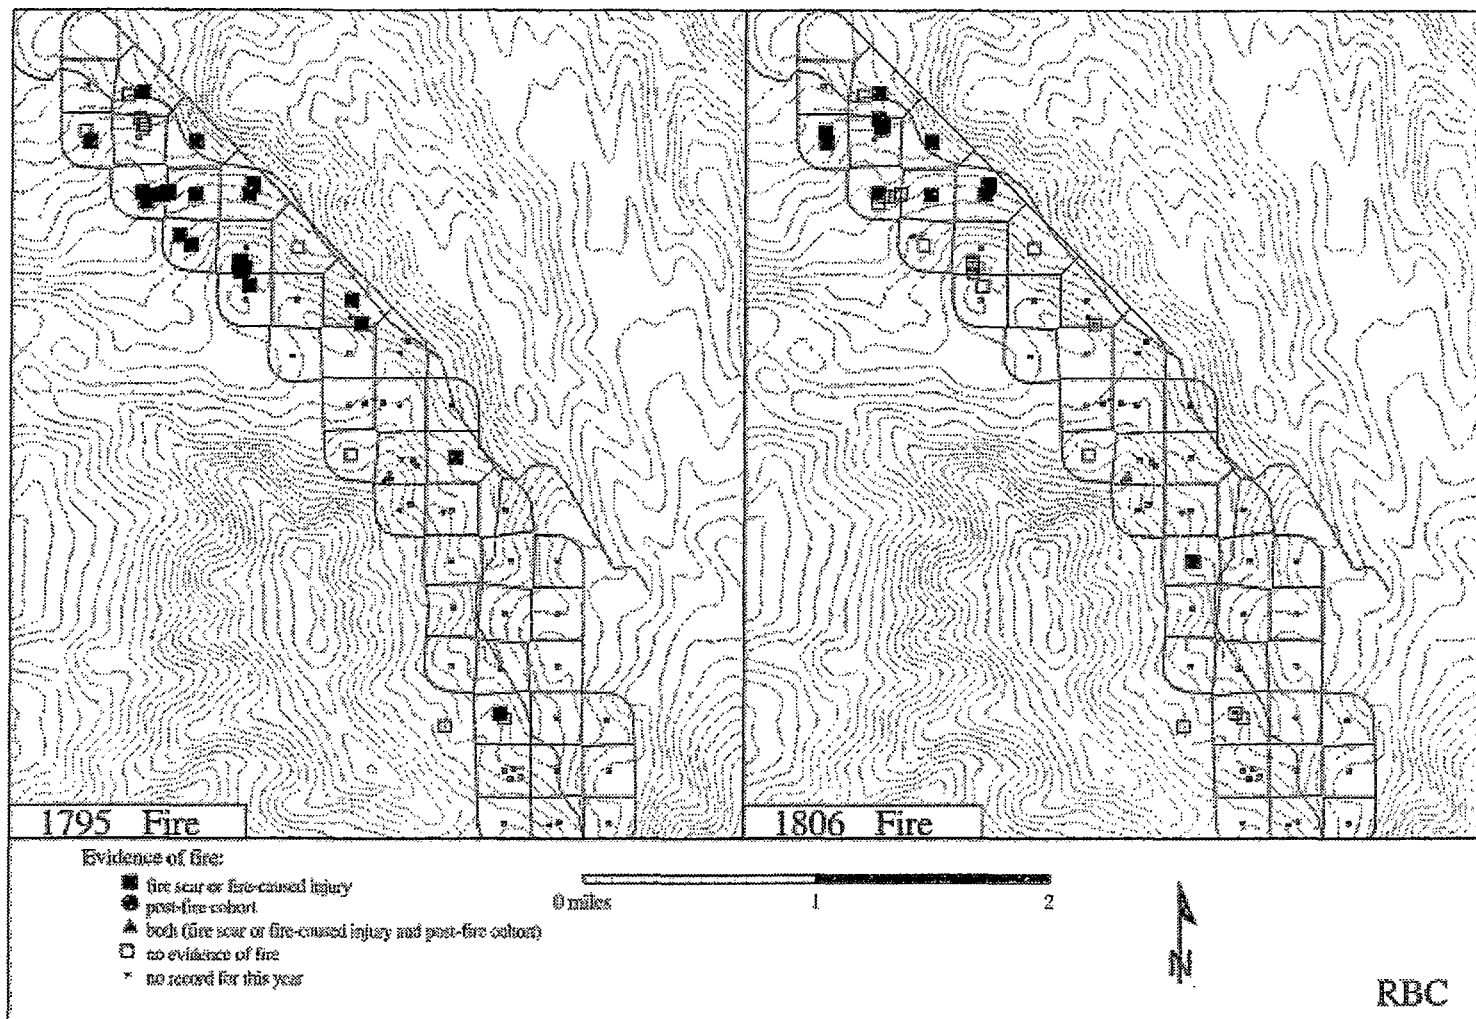 1795 Fire
1806 Fire
Evidence of fire:
fire scar or fire-caused injury
post-fire cohort
both (fire scar or fire-caused injury and post-fire cohort)
no evidence of fire
no record for this year
0 miles 1 2
N
RBC